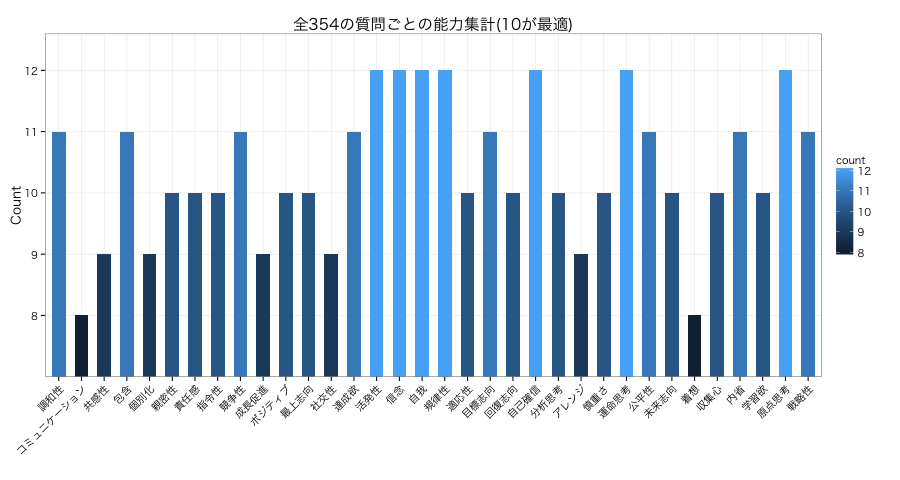 全354の質問ごとの能力集計(10が最適)
Count
12
11
10
9
8
調和性
コミュニケーション
共感性
包含
個別化
親密性
責任感
指令性
競争性
成長促進
ポジティブ
最上志向
社交性
達成欲
活発性
信念
自我
規律性
適応性
目標志向
回復志向
自己確信
分析思考
アレンジ
慎重さ
運命思考
公平性
未来志向
着想
収集心
内省
学習欲
原点思考
戦略性
count
12
11
10
9
8